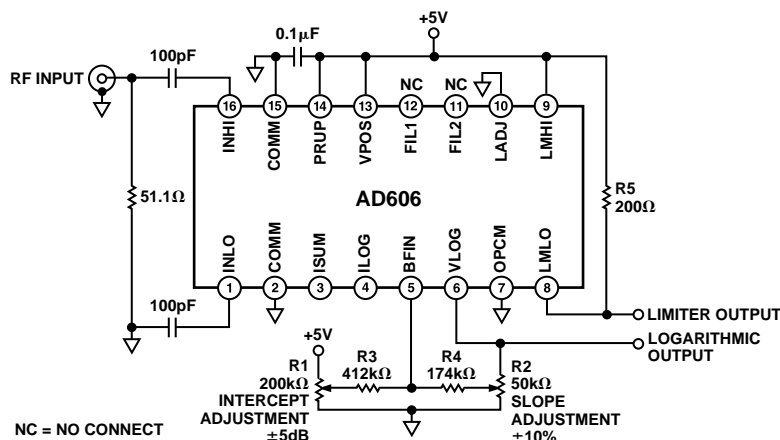 +5V
0.1µF
100pF
RF INPUT
NC
NC
16
15
14
13
12
11
10
9
INHI
COMM
PRUP
VPOS
FIL1
FIL2
LADJ
LMHI
51.1Ω
AD606
R5
200Ω
INLO
COMM
ISUM
ILOG
BFIN
VLOG
OPCM
LMLO
1
2
3
4
5
6
7
8
100pF
LIMITER OUTPUT
LOGARITHMIC
OUTPUT
+5V
R1
200kΩ
INTERCEPT
ADJUSTMENT
±5dB
R3
412kΩ
R4
174kΩ
R2
50kΩ
SLOPE
ADJUSTMENT
±10%
NC = NO CONNECT